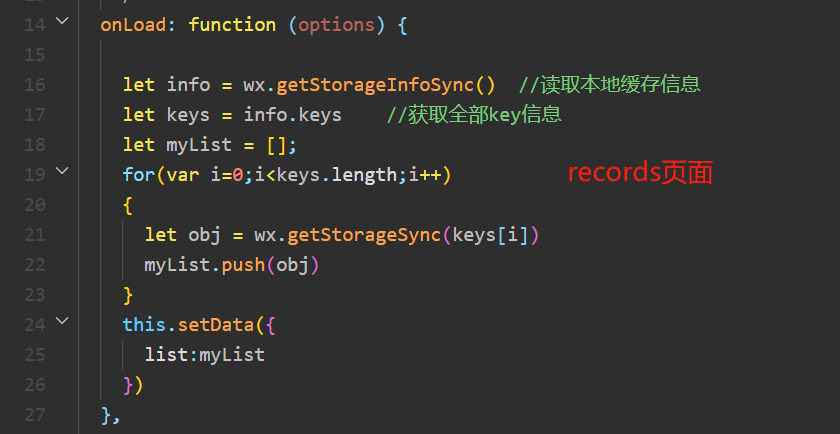 14 onLoad: function (options) {
15
16 let info = wx.getStorageInfoSync() //读取本地缓存信息
17 let keys = info.keys //获取全部key信息
18 let myList = [];
19 for(var i=0;i<keys.length;i++) records页面
20 {
21 let obj = wx.getStorageSync(keys[i])
22 myList.push(obj)
23 }
24 this.setData({
25 list:myList
26 })
27 },